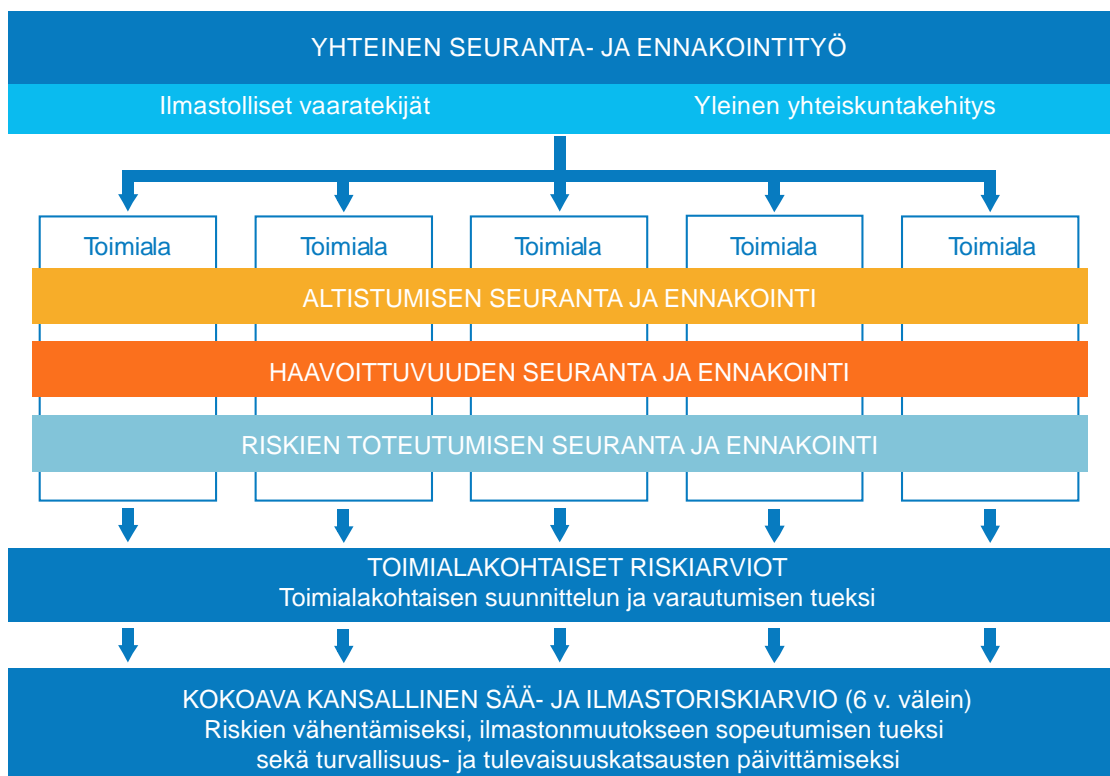 YHTEINEN SEURANTA- JA ENNAKOINTITYÖ
Ilmastolliset vaaratekijät
Yleinen yhteiskuntakehitys
Toimiala
Toimiala
Toimiala
Toimiala
Toimiala
ALTISTUMISEN SEURANTA JA ENNAKOINTI
HAAVOITTUVUUDEN SEURANTA JA ENNAKOINTI
RISKIEN TOTEUTUMISEN SEURANTA JA ENNAKOINTI
TOIMIALAKOHTAISET RISKIARVIOT
Toimialakohtaisen suunnittelun ja varautumisen tueksi
KOKOAVA KANSALLINEN SÄÄ- JA ILMASTORISKIARVIO (6 v. välein)
Riskien vähentämiseksi, ilmastonmuutokseen sopeutumisen tueksi
sekä turvallisuus- ja tulevaisuuskatsausten päivittämiseksi